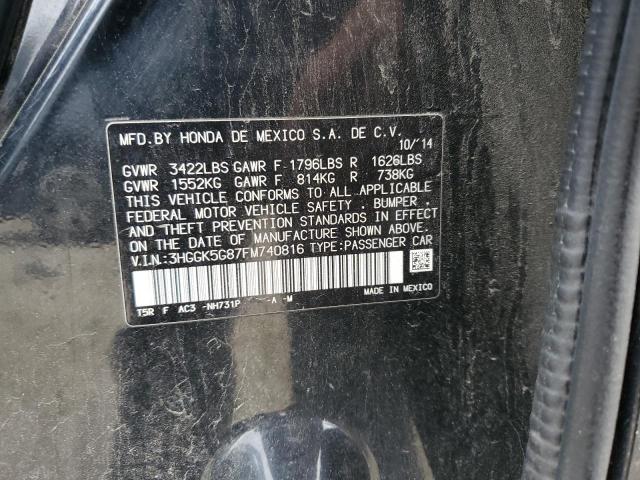 MFD.BY HONDA DE MEXICO S.A. DE C.V.
10/'14
GVWR 3422LBS GAWR F 1796LBS R 1626LBS
GVWR 1552KG GAWR F 814KG R 738KG
THIS VEHICLE CONFORMS TO ALL APPLICABLE
FEDERAL MOTOR VEHICLE SAFETY , BUMPER ,
AND THEFT PREVENTION STANDARDS IN EFFECT
ON THE DATE OF MANUFACTURE SHOWN ABOVE.
V.I.N:3HGGK5G87FM740816 TYPE:PASSENGER CAR
MADE IN MEXICO
T5R F AC3 -NH731P - -A -M